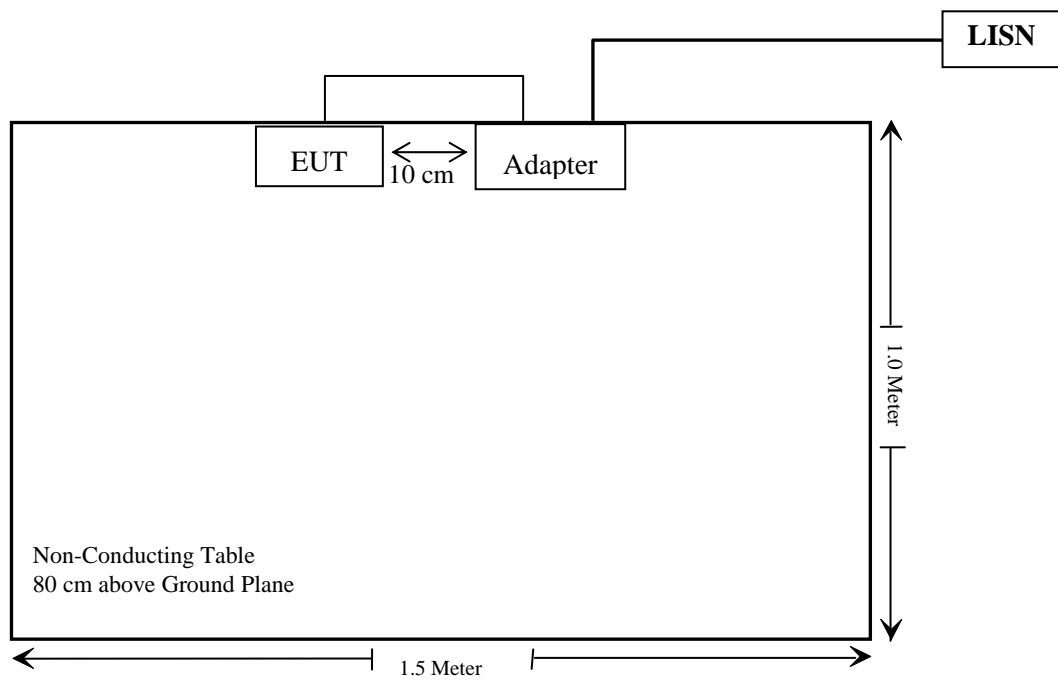 LISN
EUT
10 cm
Adapter
1.0 Meter
Non-Conducting Table
80 cm above Ground Plane
1.5 Meter